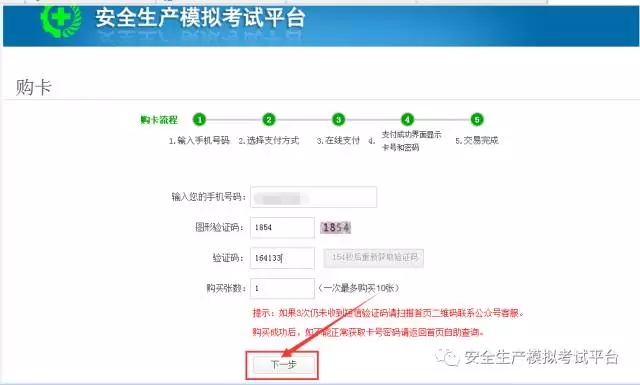 安全生产模拟考试平台
购卡
购卡流程 1 2 3 4 5
1.输入手机号码 2.选择支付方式 3.在线支付 4. 支付成功界面显示卡号和密码 5.交易完成
输入您的手机号码:
图形验证码: 1854 1854
验证码: 164133 154秒后重新获取验证码
购买张数: 1 (一次最多购买10张)
提示:如果3次仍未收到短信验证码请扫描首页二维码联系公众号客服。
购买成功后,如不能正常获取卡号密码请返回首页自助查询。
下一步
安全生产模拟考试平台